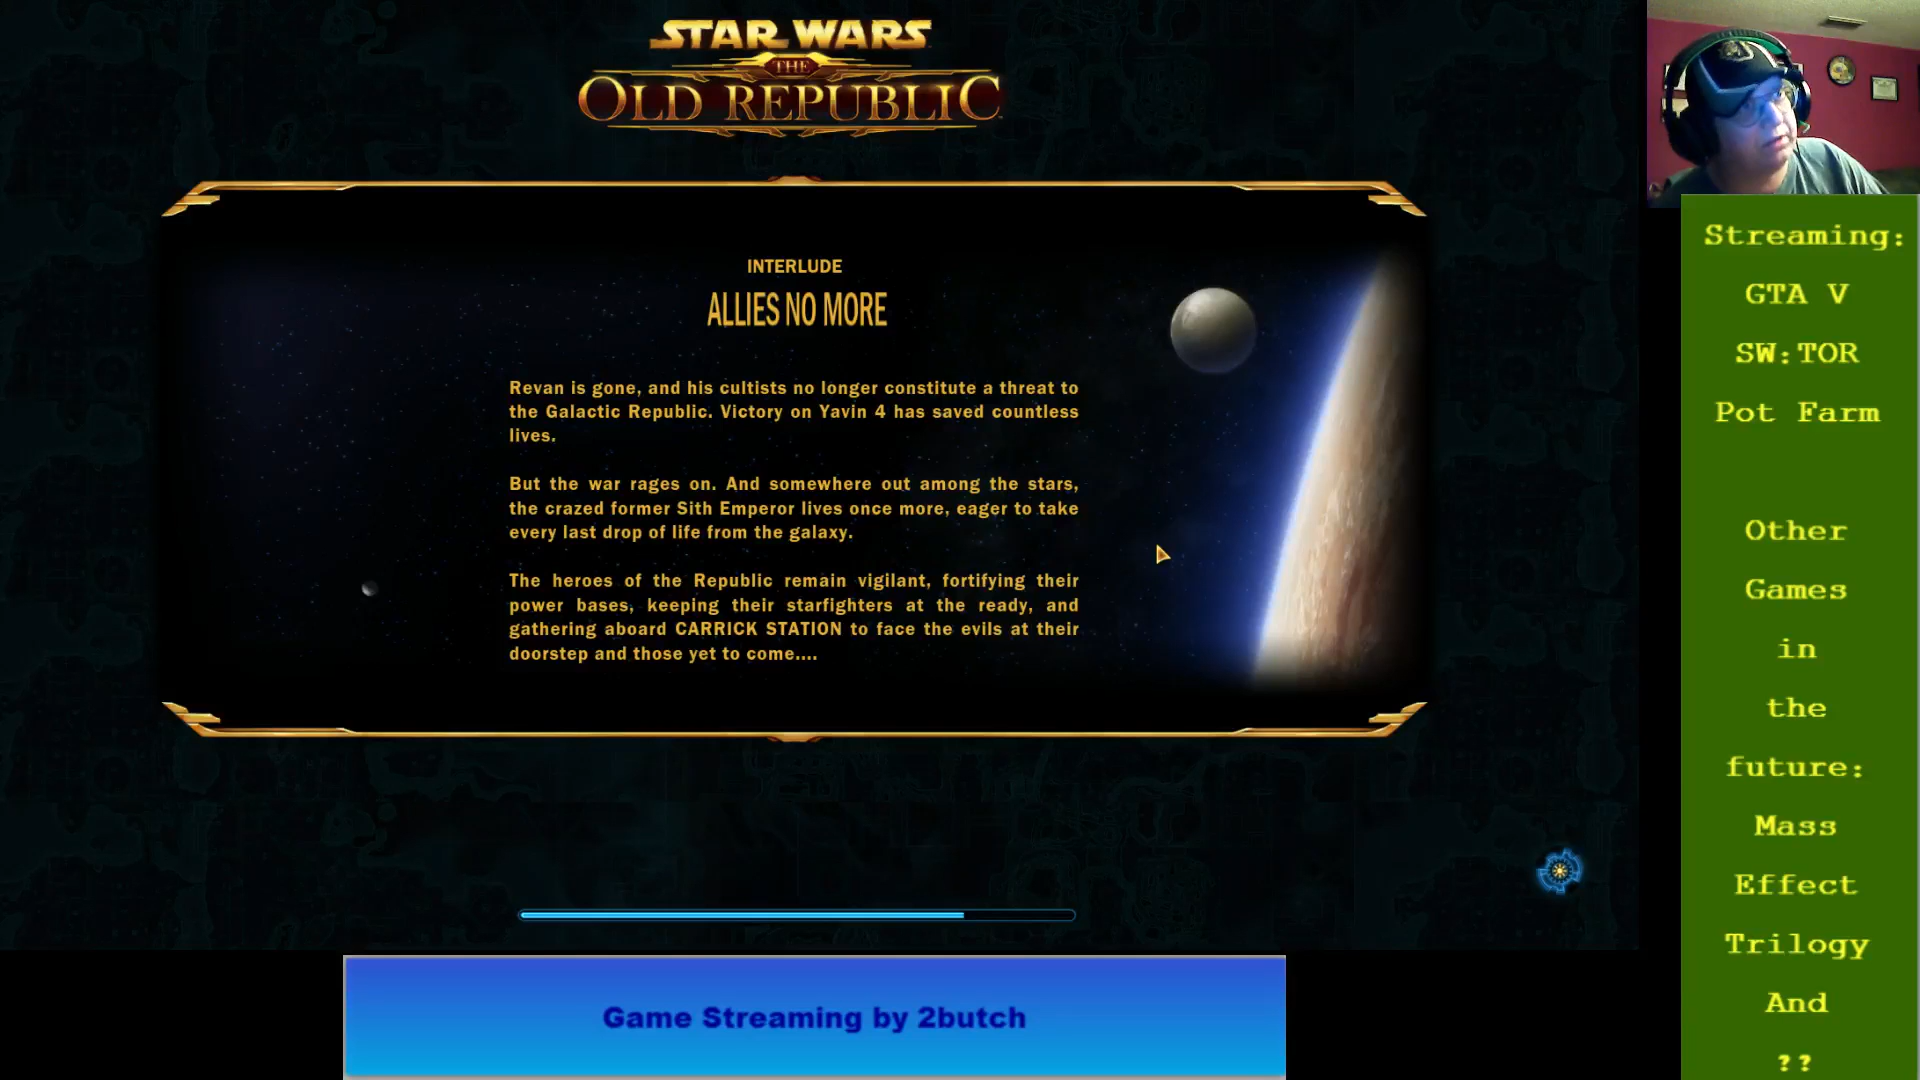 STAR WARS
THE
OLD REPUBLIC
INTERLUDE
ALLIES NO MORE
Revan is gone, and his cultists no longer constitute a threat to
the Galactic Republic. Victory on Yavin 4 has saved countless
lives.
But the war rages on. And somewhere out among the stars,
the crazed former Sith Emperor lives once more, eager to take
every last drop of life from the galaxy.
The heroes of the Republic remain vigilant, fortifying their
power bases, keeping their starfighters at the ready, and
gathering aboard CARRICK STATION to face the evils at their
doorstep and those yet to come....
Streaming:
GTA V
SW:TOR
Pot Farm
Other
Games
in
the
future:
Mass
Effect
Trilogy
And
??
Game Streaming by 2butch